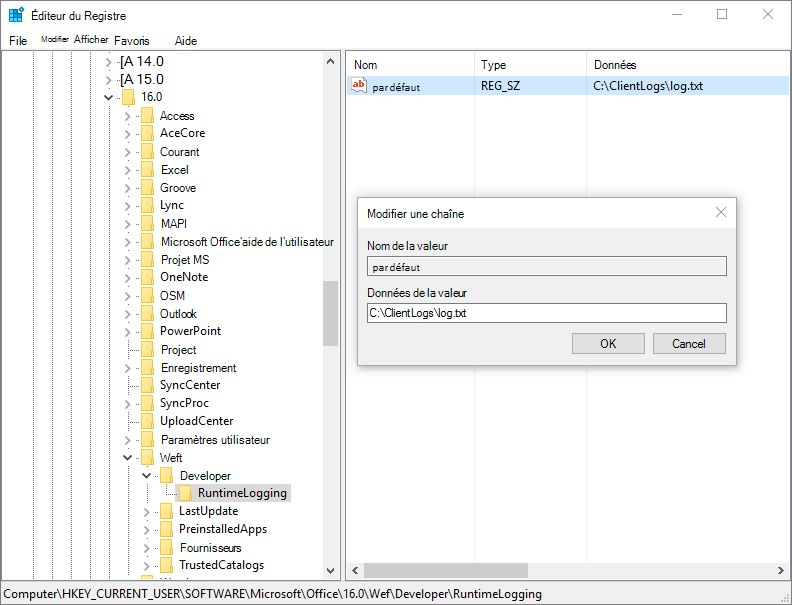 Éditeur du Registre
File Modifier Afficher Favoris Aide
[A 14.0
[A 15.0
16.0
Access
AceCore
Courant
Excel
Groove
Lync
MAPI
Microsoft Office'aide de l'utilisateur
Projet MS
OneNote
OSM
Outlook
PowerPoint
Project
Enregistrement
SyncCenter
SyncProc
UploadCenter
Paramètres utilisateur
Weft
Developer
RuntimeLogging
LastUpdate
PreinstalledApps
Fournisseurs
TrustedCatalogs
Nom Type Données
ab par défaut REG_SZ C:\ClientLogs\log.txt
Modifier une chaîne
Nom de la valeur
par défaut
Données de la valeur
C:\ClientLogs\log.txt
OK Cancel
Computer\HKEY_CURRENT_USER\SOFTWARE\Microsoft\Office\16.0\Wef\Developer\RuntimeLogging